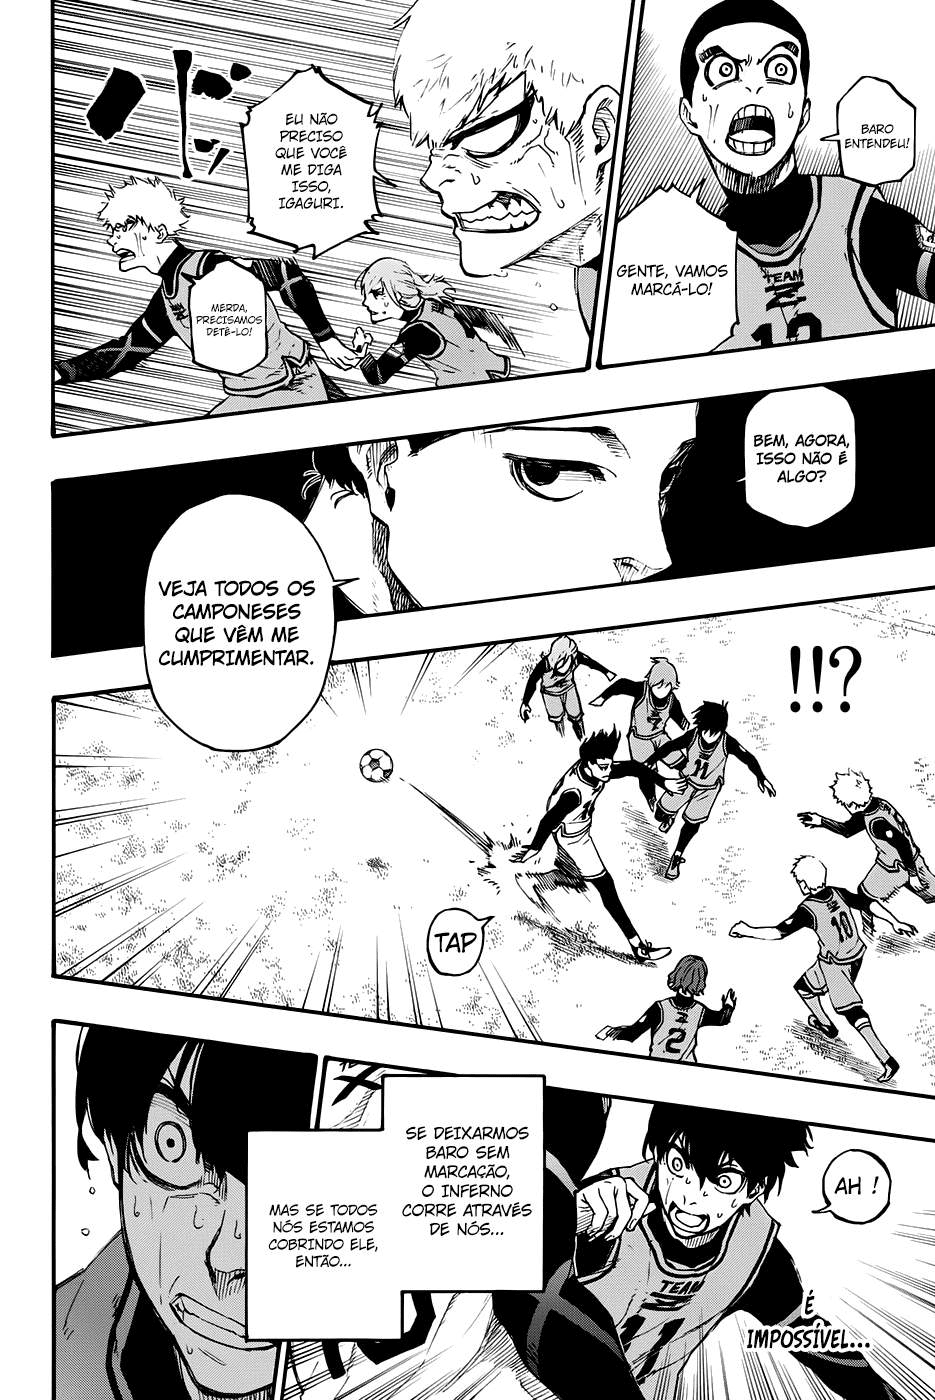 BARO
ENTENDEU!
GENTE, VAMOS
MARCÁ-LO!
TEAM
Z
EU NÃO
PRECISO
QUE VOCÊ
ME DIGA
ISSO,
IGAGURI.
MERDA,
PRECISAMOS
DETÊ-LO!
BEM, AGORA,
ISSO NÃO É
ALGO?
VEJA TODOS OS
CAMPONESES
QUE VÊM ME
CUMPRIMENTAR.
!!?
11
10
2
TAP
AH !
SE DEIXARMOS
BARO SEM
MARCAÇÃO,
O INFERNO
CORRE ATRAVÉS
DE NÓS...
MAS SE TODOS
NÓS ESTAMOS
COBRINDO ELE,
ENTÃO...
TEAM
Z
11
É
IMPOSSÍVEL...